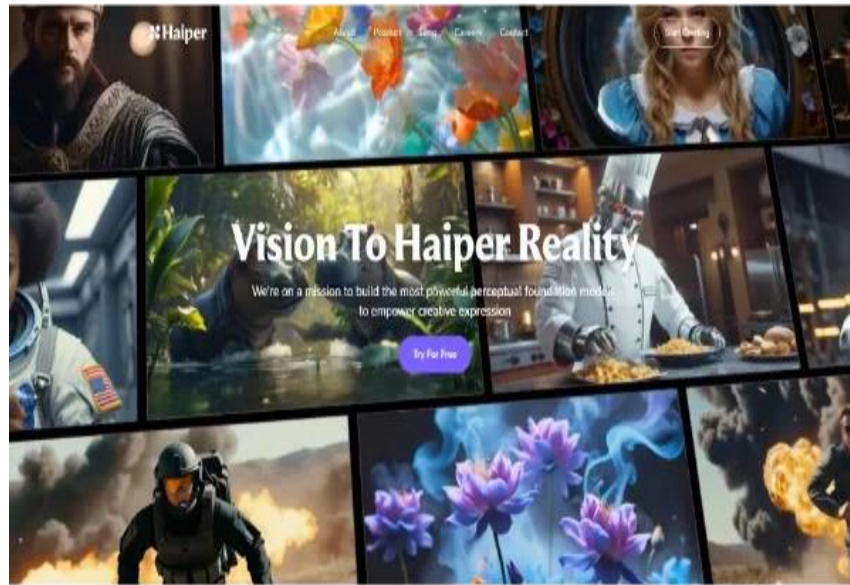 Haiper
About Product Blog Careers Contact
Start Creating
Vision To Haiper Reality
We're on a mission to build the most powerful perceptual foundation models
to empower creative expression
Try For Free